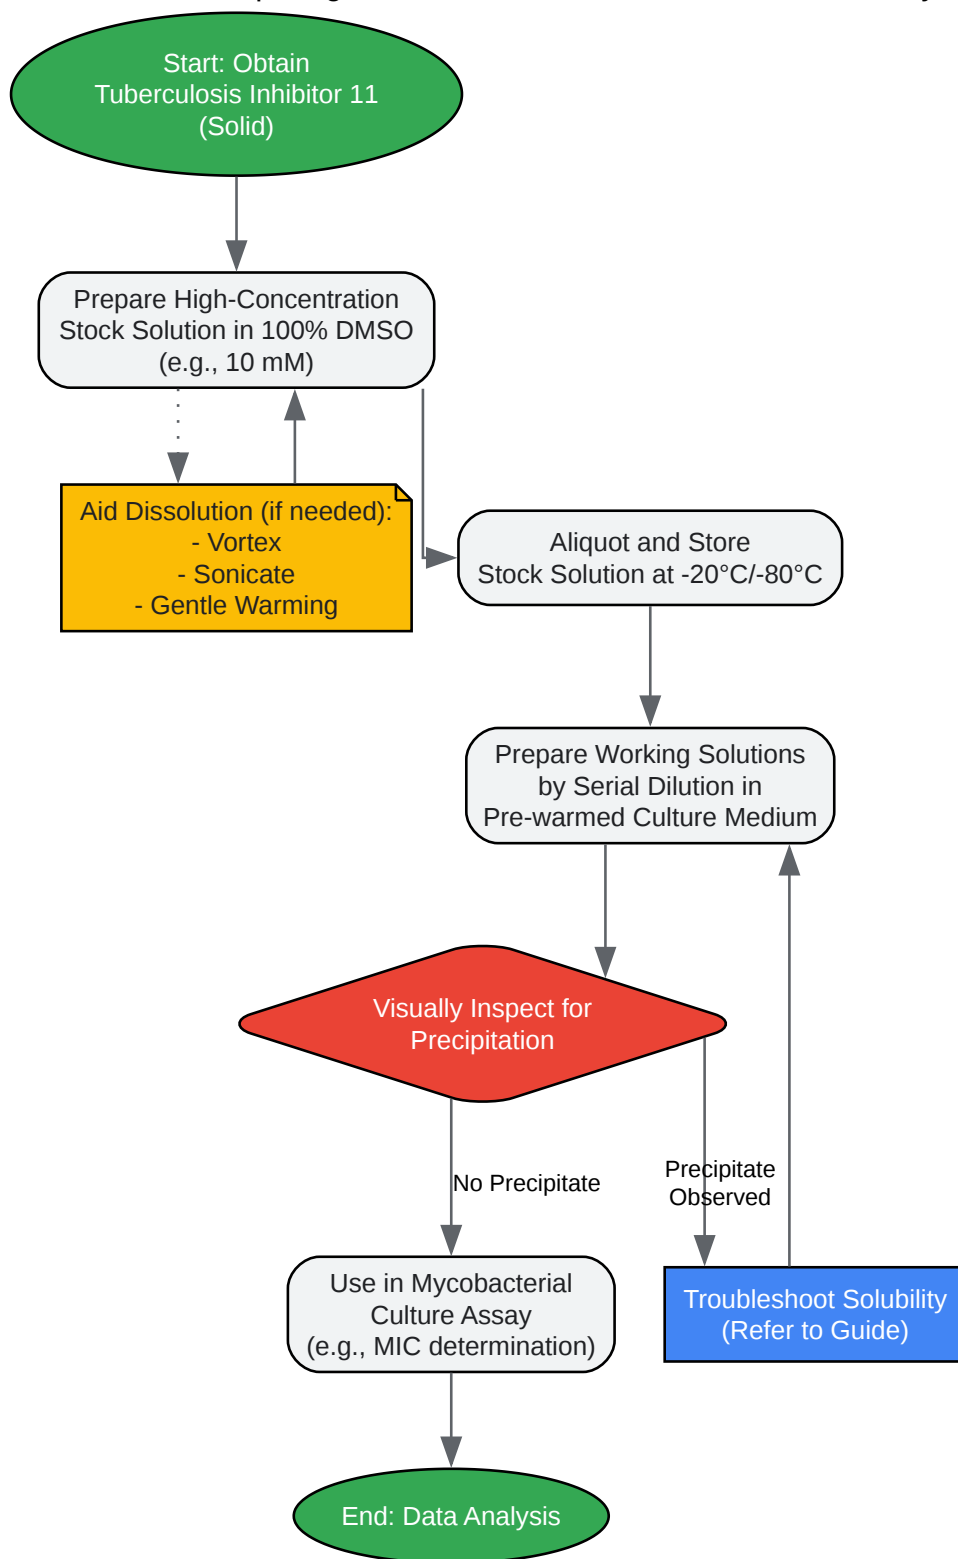 Start: Obtain
Tuberculosis Inhibitor 11
(Solid)
Prepare High-Concentration
Stock Solution in 100% DMSO
(e.g., 10 mM)
Aid Dissolution (if needed):
- Vortex
- Sonicate
- Gentle Warming
Aliquot and Store
Stock Solution at -20°C/-80°C
Prepare Working Solutions
by Serial Dilution in
Pre-warmed Culture Medium
Visually Inspect for
Precipitation
No Precipitate
Precipitate
Observed
Use in Mycobacterial
Culture Assay
(e.g., MIC determination)
Troubleshoot Solubility
(Refer to Guide)
End: Data Analysis